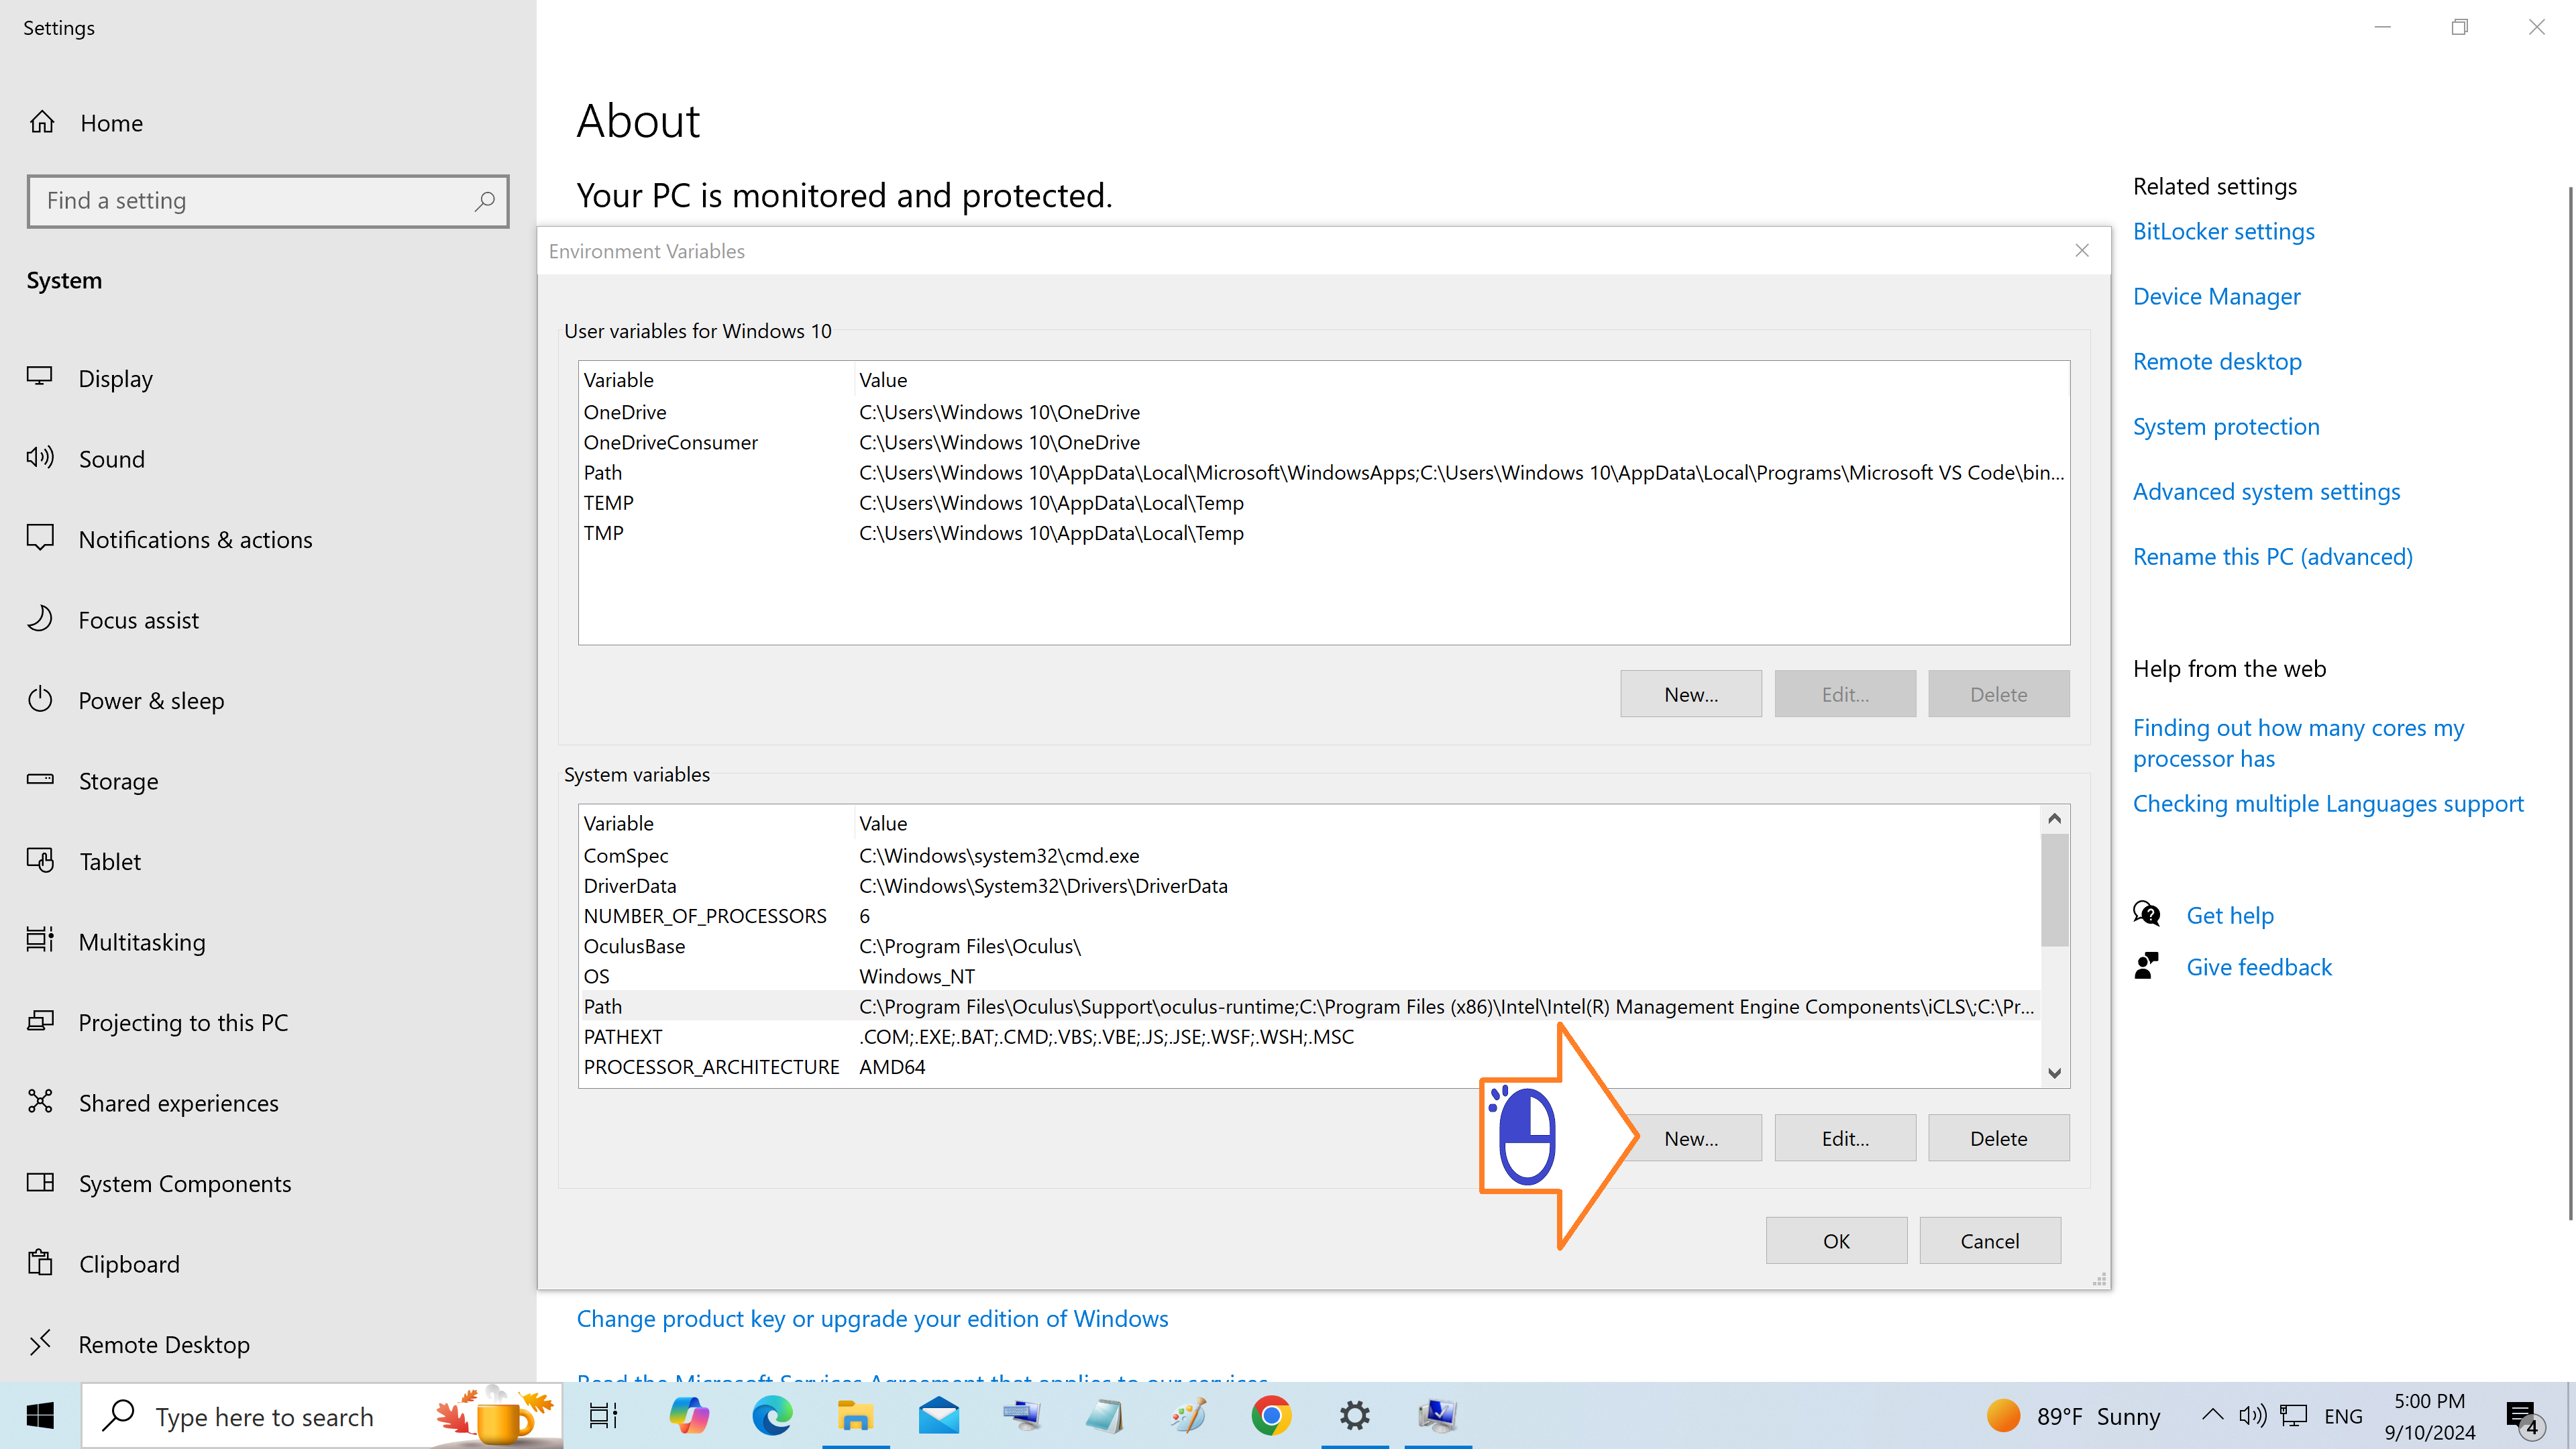 Settings
Home
Find a setting
System
Display
Sound
Notifications & actions
Focus assist
Power & sleep
Storage
Tablet
Multitasking
Projecting to this PC
Shared experiences
System Components
Clipboard
Remote Desktop
About
Your PC is monitored and protected.
Environment Variables
User variables for Windows 10
Variable Value
OneDrive C:\Users\Windows 10\OneDrive
OneDriveConsumer C:\Users\Windows 10\OneDrive
Path C:\Users\Windows 10\AppData\Local\Microsoft\WindowsApps;C:\Users\Windows 10\AppData\Local\Programs\Microsoft VS Code\bin...
TEMP C:\Users\Windows 10\AppData\Local\Temp
TMP C:\Users\Windows 10\AppData\Local\Temp
New... Edit... Delete
System variables
Variable Value
ComSpec C:\Windows\system32\cmd.exe
DriverData C:\Windows\System32\Drivers\DriverData
NUMBER_OF_PROCESSORS 6
OculusBase C:\Program Files\Oculus\
OS Windows_NT
Path C:\Program Files\Oculus\Support\oculus-runtime;C:\Program Files (x86)\Intel\Intel(R) Management Engine Components\iCLS\;C:\Pr...
PATHEXT .COM;.EXE;.BAT;.CMD;.VBS;.VBE;.JS;.JSE;.WSF;.WSH;.MSC
PROCESSOR_ARCHITECTURE AMD64
New... Edit... Delete
OK Cancel
Change product key or upgrade your edition of Windows
Read the Microsoft Services Agreement that applies to our services
Related settings
BitLocker settings
Device Manager
Remote desktop
System protection
Advanced system settings
Rename this PC (advanced)
Help from the web
Finding out how many cores my
processor has
Checking multiple Languages support
Get help
Give feedback
Type here to search
89°F Sunny
ENG
5:00 PM
9/10/2024
4